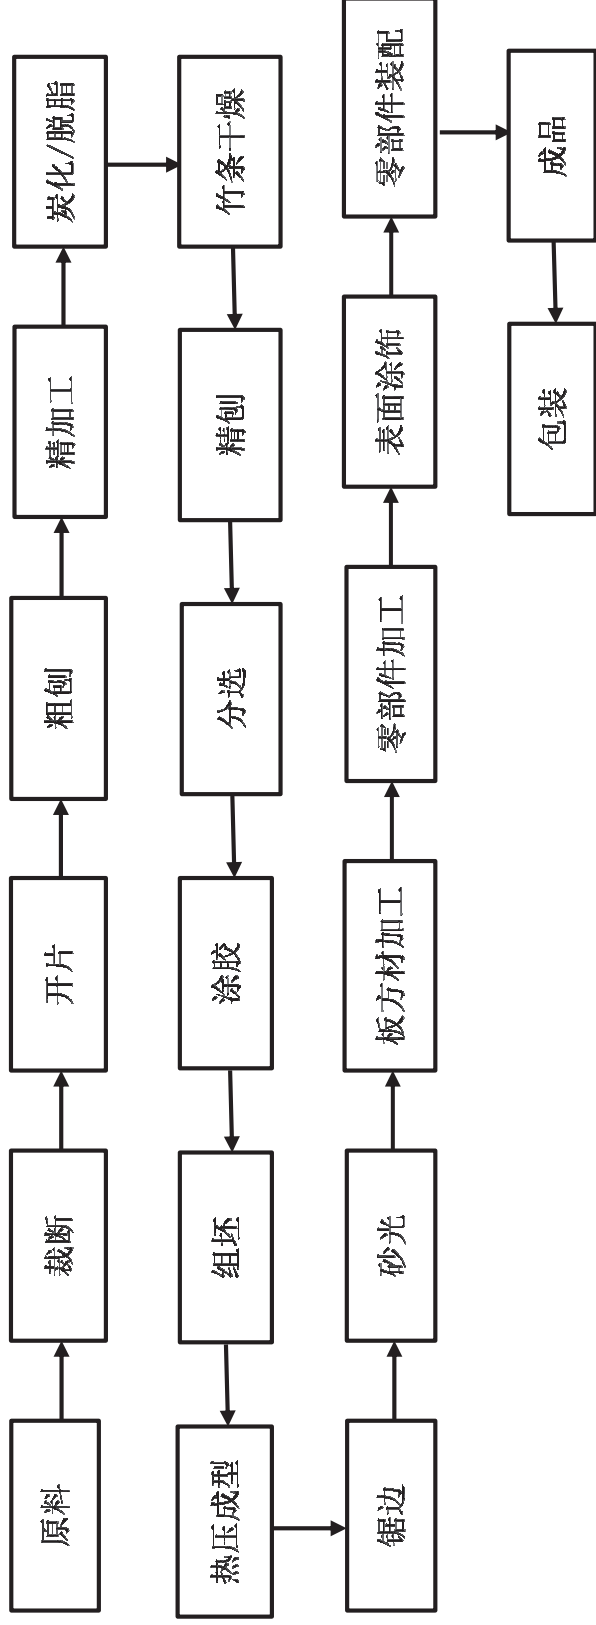 原料
裁断
开片
粗刨
精加工
炭化/脱脂
竹条干燥
精刨
分选
涂胶
组坯
热压成型
锯边
砂光
板方材加工
零部件加工
表面涂饰
零部件装配
成品
包装